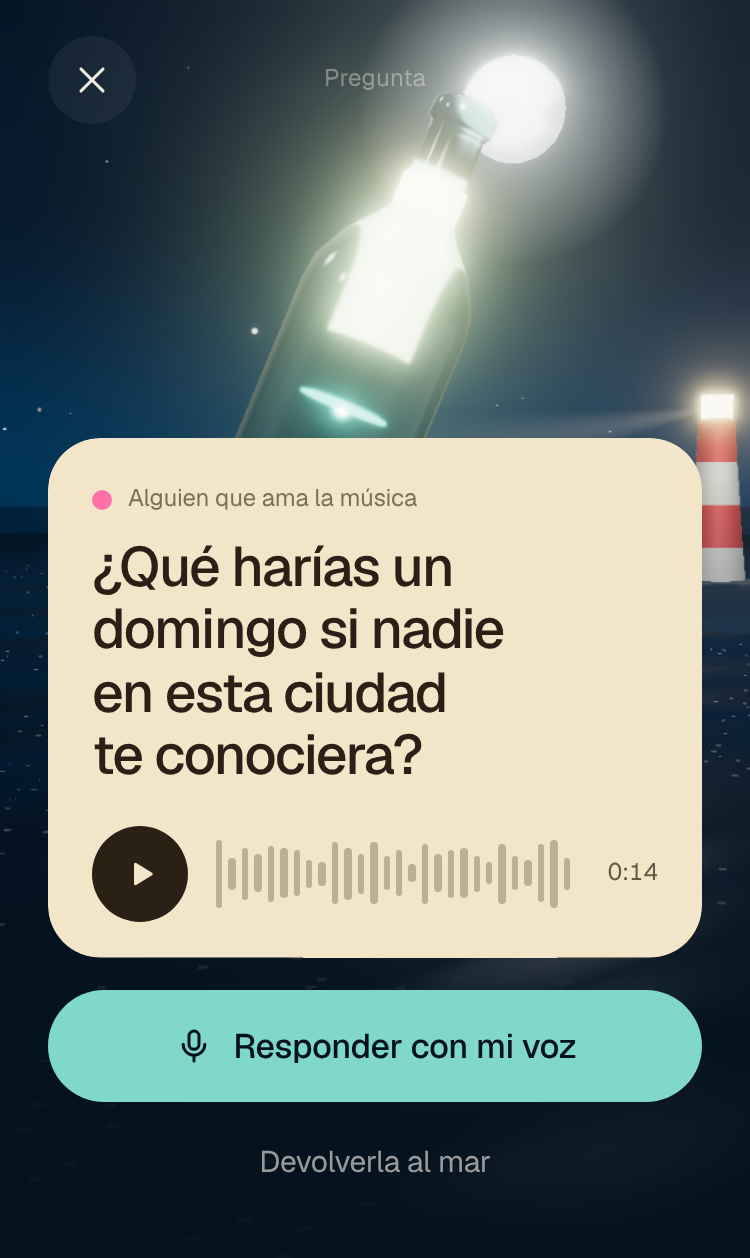 Pregunta
Alguien que ama la música
¿Qué harías un
domingo si nadie
en esta ciudad
te conociera?
0:14
Responder con mi voz
Devolverla al mar